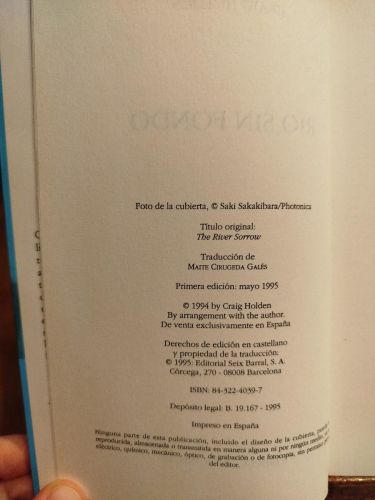 RIO SIN FONDO
Foto de la cubierta, © Saki Sakakibara/Photonica
Título original:
The River Sorrow
Traducción de
MAITE CIRUGEDA GALÉS
Primera edición: mayo 1995
© 1994 by Craig Holden
By arrangement with the author.
De venta exclusivamente en España
Derechos de edición en castellano
y propiedad de la traducción:
© 1995: Editorial Seix Barral, S. A.
Córcega, 270 - 08008 Barcelona
ISBN: 84-322-4039-7
Depósito legal: B. 19.167 - 1995
Impreso en España
Ninguna parte de esta publicación, incluido el diseño de la cubierta, puede
reproducida, almacenada o transmitida en manera alguna ni por ningún medio,
eléctrico, químico, mecánico, óptico, de grabación o de fotocopia, sin
del editor.